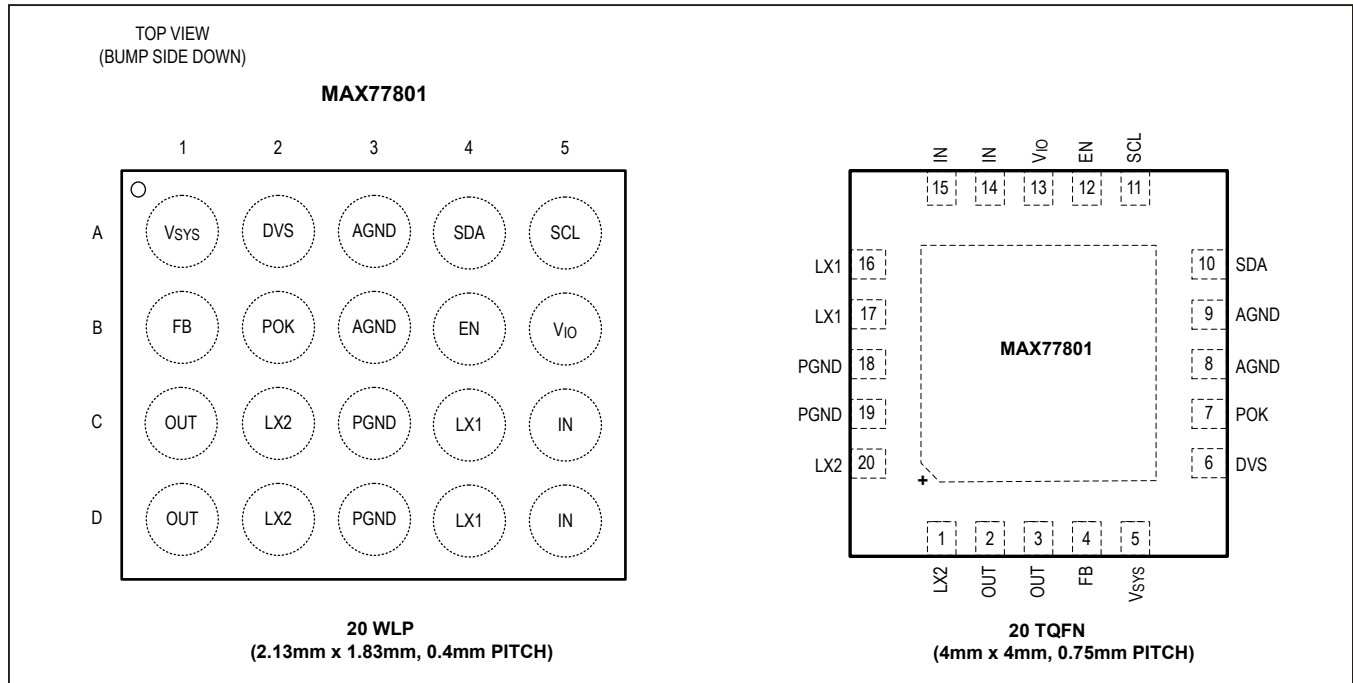 TOP VIEW
(BUMP SIDE DOWN)
MAX77801
1 2 3 4 5
A VSYS DVS AGND SDA SCL
B FB POK AGND EN VIO
C OUT LX2 PGND LX1 IN
D OUT LX2 PGND LX1 IN
20 WLP
(2.13mm x 1.83mm, 0.4mm PITCH)
IN IN VIO EN SCL
15 14 13 12 11
LX1 16 10 SDA
LX1 17 9 AGND
MAX77801
PGND 18 8 AGND
PGND 19 7 POK
LX2 20 6 DVS
+
1 2 3 4 5
LX2 OUT OUT FB VSYS
20 TQFN
(4mm x 4mm, 0.75mm PITCH)